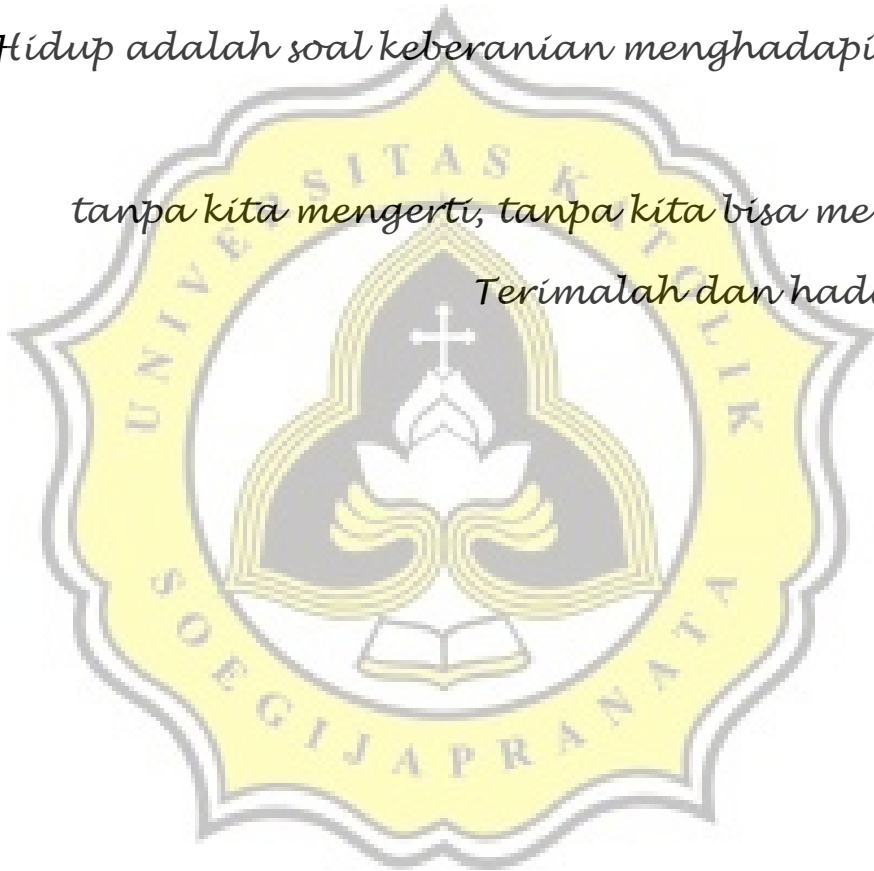 Hidup adalah soal keberanian menghadapi
tanpa kita mengerti, tanpa kita bisa me
Terimalah dan hada
UNIVERSITAS KATOLIK
SOEGIJAPRANATA